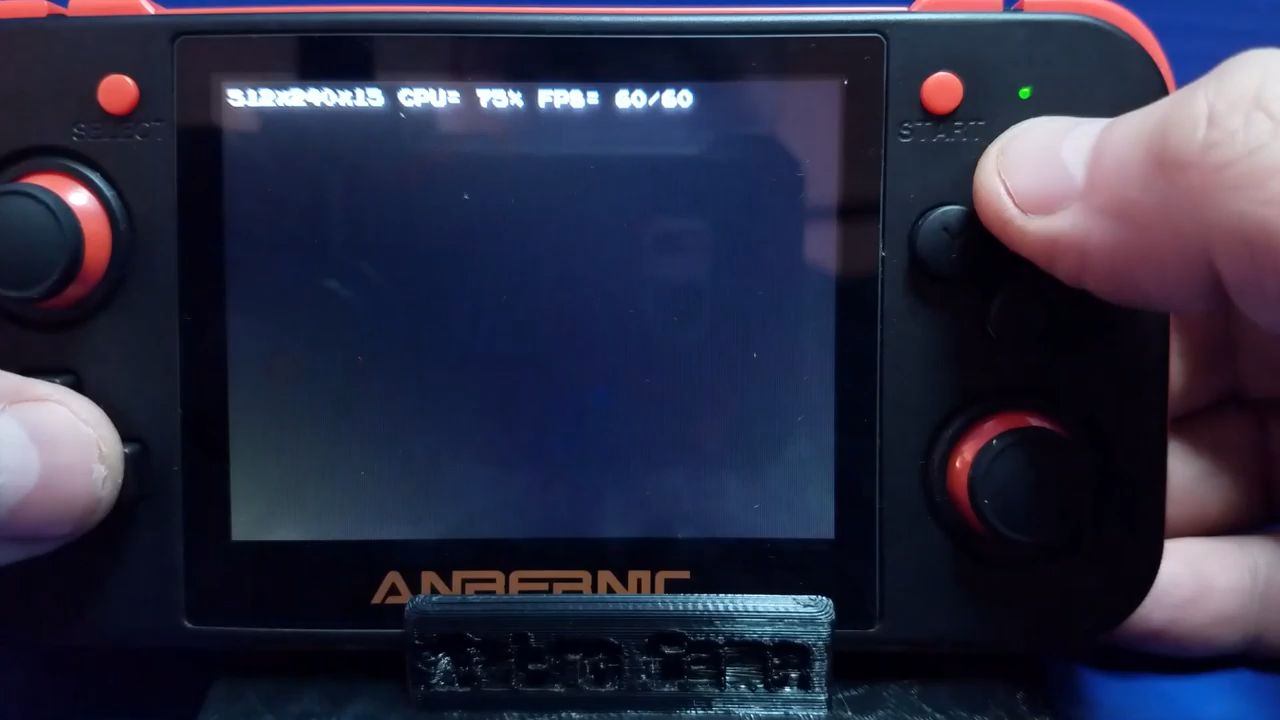 512x240x15 CPU= 75% FPS= 60/60
SELECT
START
Y
ANBERNIC